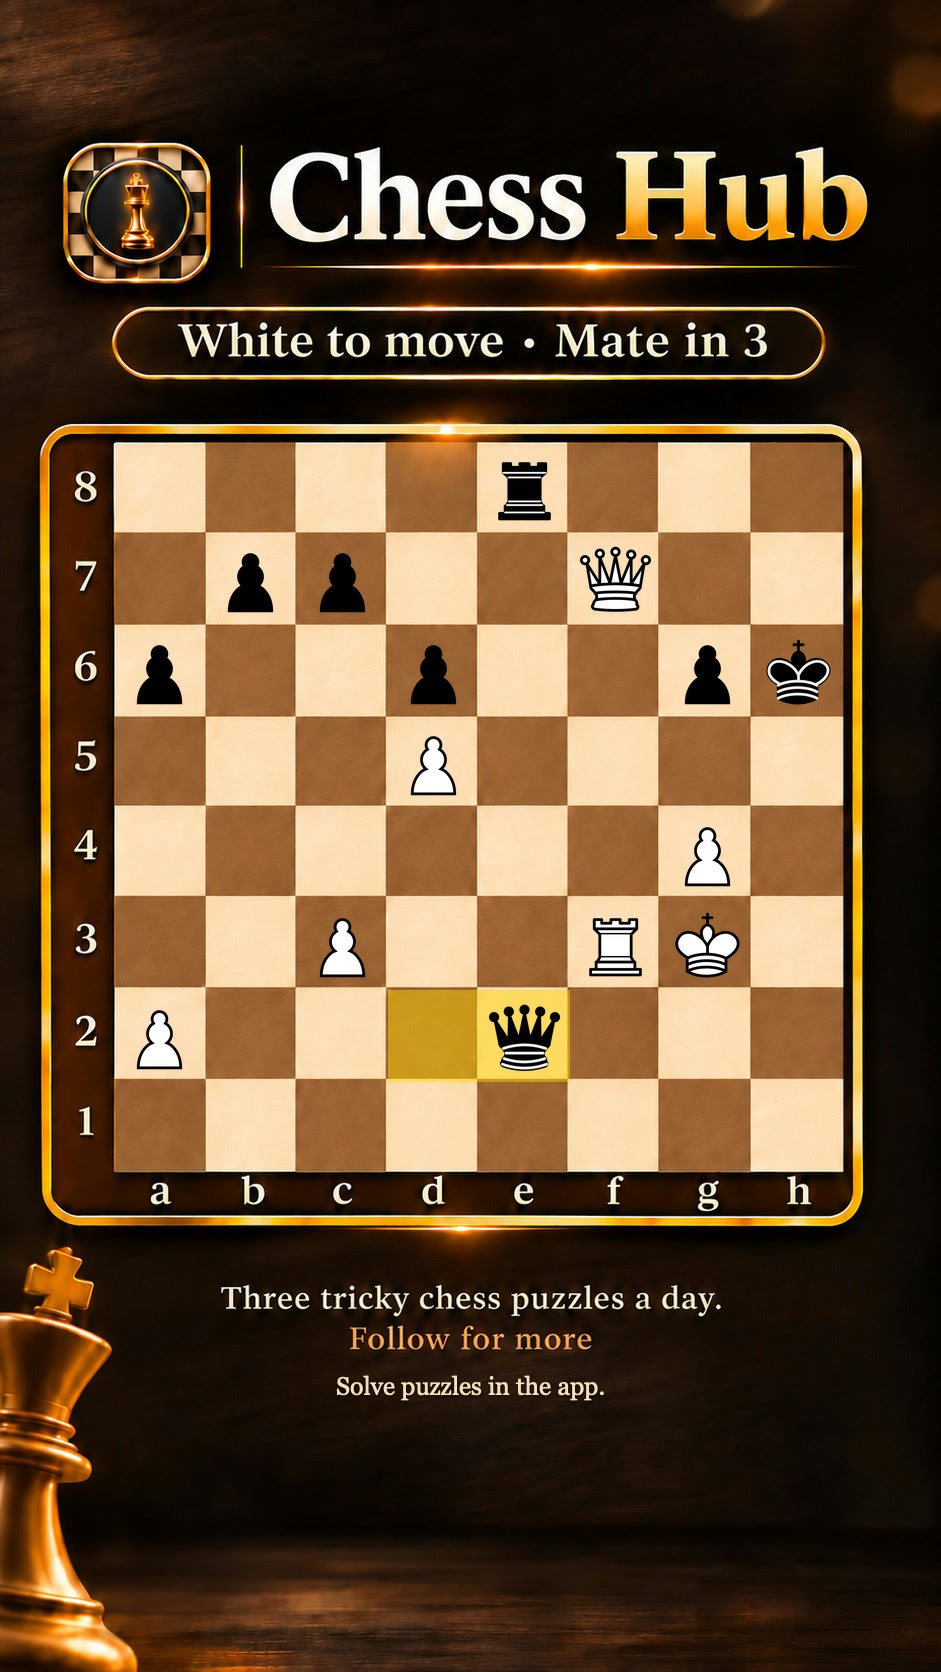 Chess Hub
White to move • Mate in 3
8
7
6
5
4
3
2
1
a b c d e f g h
Three tricky chess puzzles a day.
Follow for more
Solve puzzles in the app.